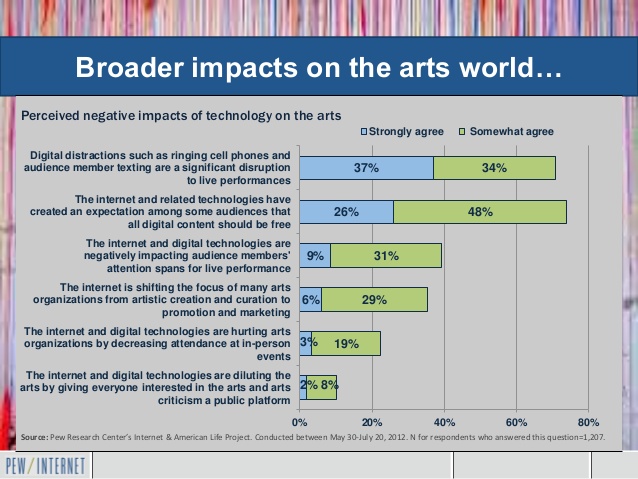 Broader impacts on the arts world…
Perceived negative impacts of technology on the arts
Strongly agree
Somewhat agree
Digital distractions such as ringing cell phones and
audience member texting are a significant disruption
to live performances
37%
34%
The internet and related technologies have
created an expectation among some audiences that
all digital content should be free
26%
48%
The internet and digital technologies are
negatively impacting audience members'
attention spans for live performance
9%
31%
The internet is shifting the focus of many arts
organizations from artistic creation and curation to
promotion and marketing
6%
29%
The internet and digital technologies are hurting arts
organizations by decreasing attendance at in-person
events
3%
19%
The internet and digital technologies are diluting the
arts by giving everyone interested in the arts and arts
criticism a public platform
2%
8%
0% 20% 40% 60% 80%
Source: Pew Research Center's Internet & American Life Project. Conducted between May 30-July 20, 2012. N for respondents who answered this question=1,207.
PEW/INTERNET